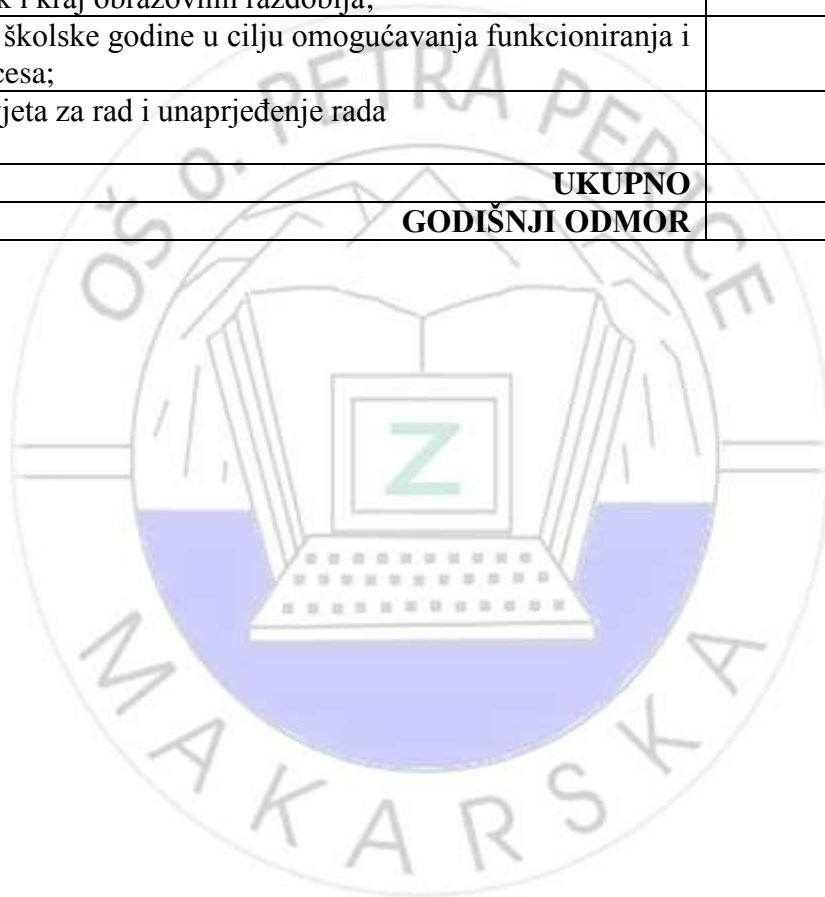 i kraj obrazovnih razdoblja;
školske godine u cilju omogućavanja funkcioniranja i
cesa;
jeta za rad i unaprjeđenje rada
UKUPNO
GODIŠNJI ODMOR
OŠ O. PETRA PERICE
Z
MAKARSKA